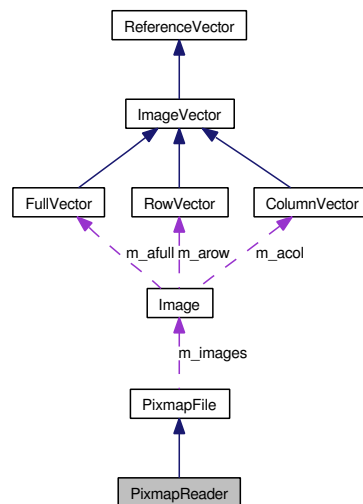 ReferenceVector
ImageVector
FullVector RowVector ColumnVector
m_afull m_arow m_acol
Image
m_images
PixmapFile
PixmapReader